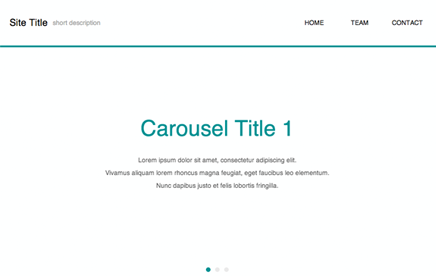 Site Title short description HOME TEAM CONTACT
Carousel Title 1
Lorem ipsum dolor sit amet, consectetur adipiscing elit.
Vivamus aliquam lorem rhoncus magna feugiat, eget faucibus leo elementum.
Nunc dapibus justo et felis lobortis fringilla.